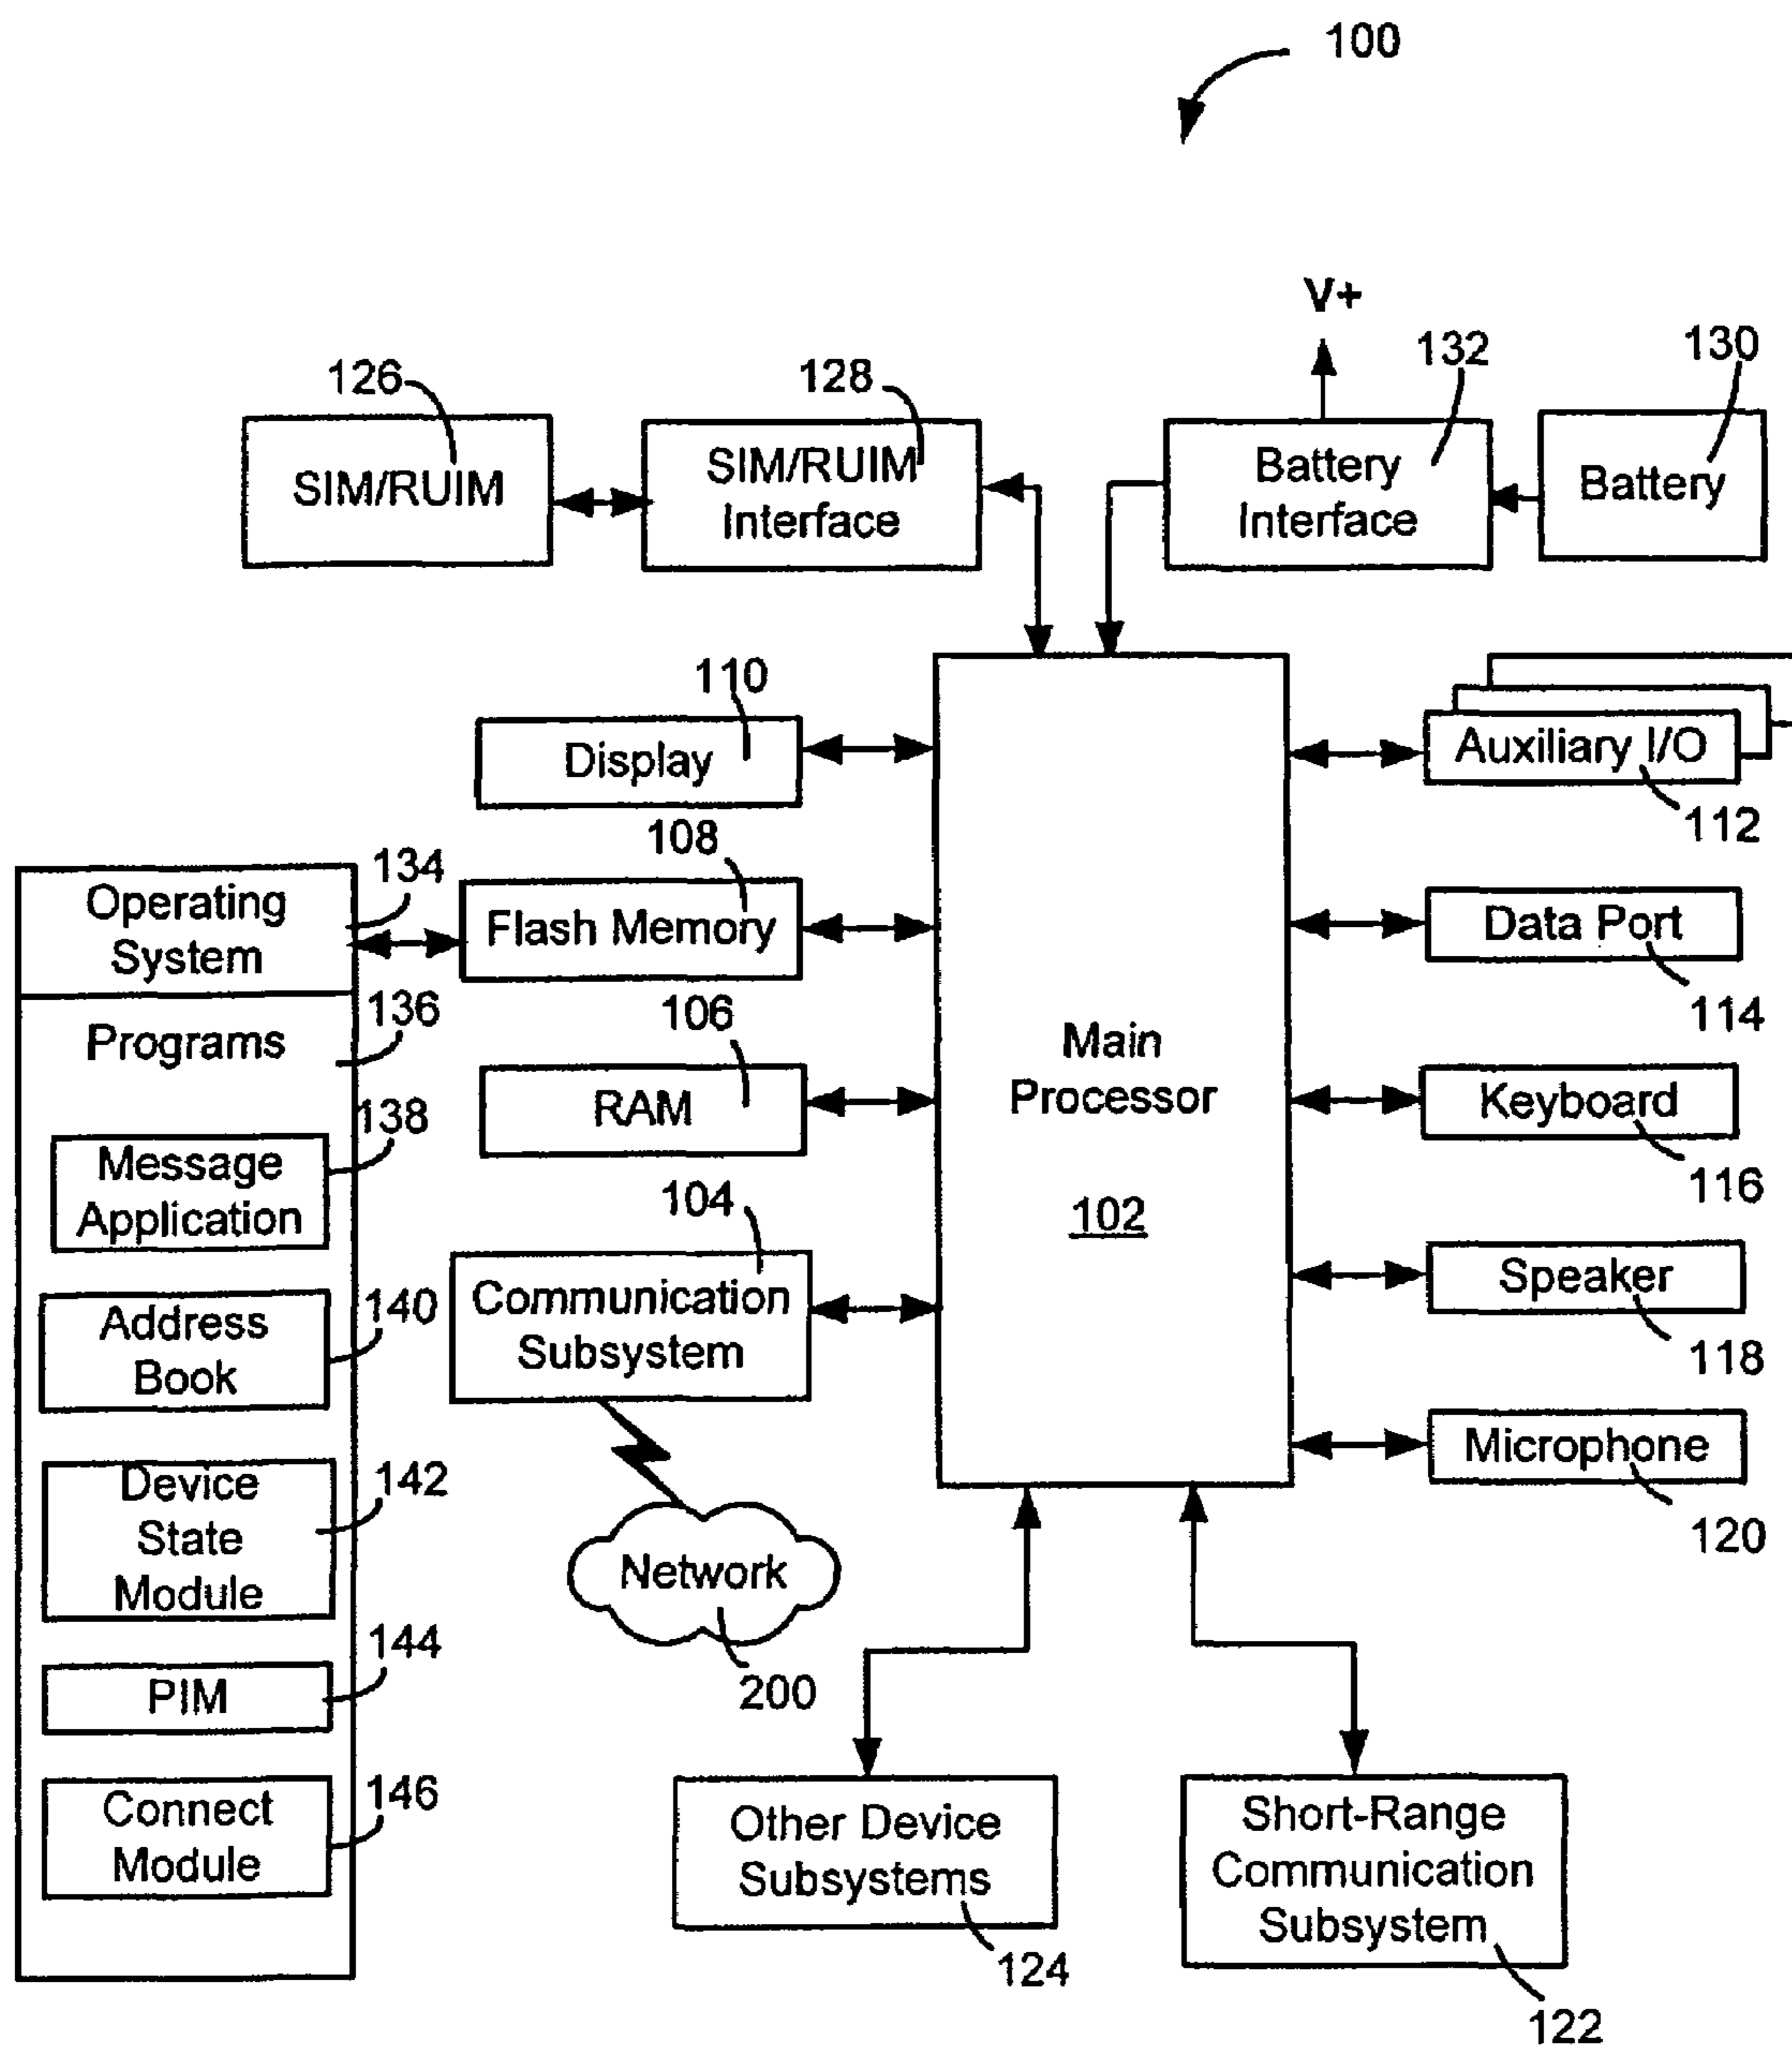 100
V+
126
128
132
130
SIM/RUIM
SIM/RUIM
Interface
Battery
Interface
Battery
110
Display
Auxiliary I/O
112
108
134
Operating
System
Flash Memory
Data Port
114
136
Programs
106
RAM
Main
Processor
102
Keyboard
116
138
Message
Application
104
Communication
Subsystem
Speaker
118
140
Address
Book
Microphone
120
142
Device
State
Module
Network
200
144
PIM
146
Connect
Module
Other Device
Subsystems
124
Short-Range
Communication
Subsystem
122